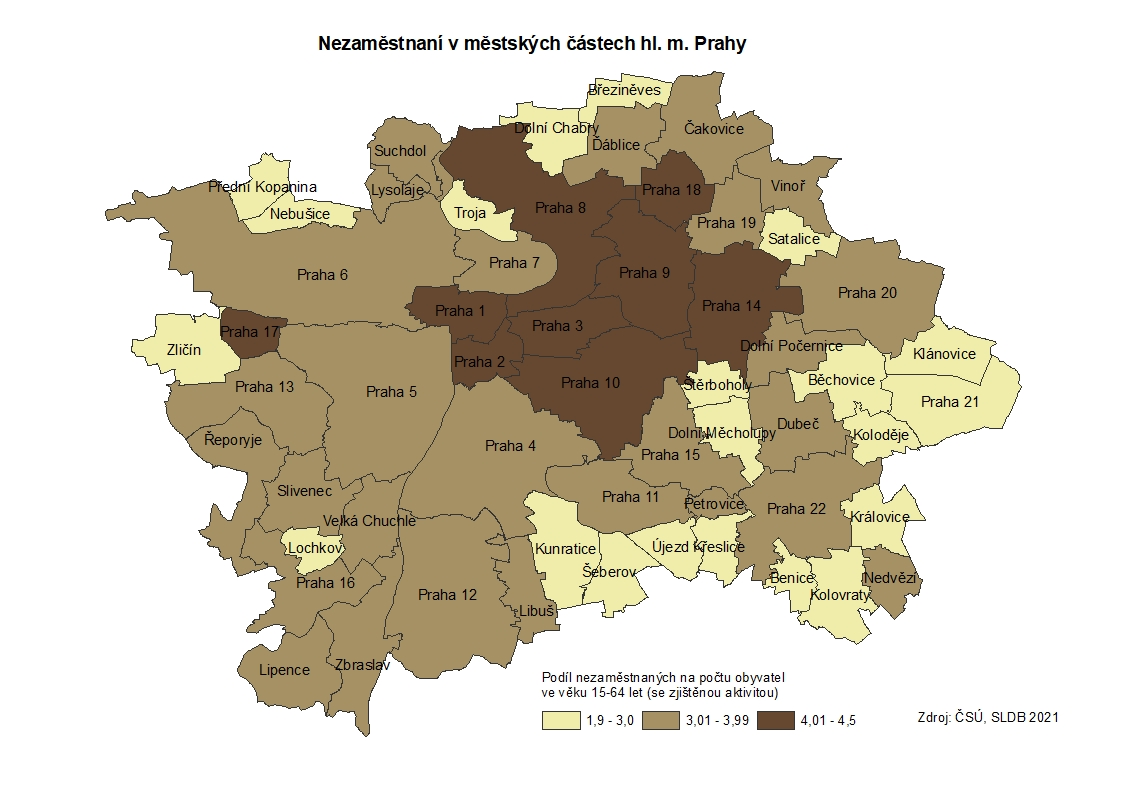 Nezaměstnaní v městských částech hl. m. Prahy
Březiněves
Dolní Chabry
Čakovice
Ďáblice
Suchdol
Přední Kopanina
Lysolaje
Praha 18
Vinoř
Nebušice
Troja
Praha 8
Praha 19
Satalice
Praha 7
Praha 6
Praha 9
Praha 20
Praha 14
Praha 1
Praha 3
Praha 17
Dolní Počernice
Zličín
Klánovice
Praha 2
Praha 10
Štěrboholy
Běchovice
Praha 13
Praha 5
Praha 21
Dubeč
Dolní Měcholupy
Koloděje
Řeporyje
Praha 4
Praha 15
Slivenec
Praha 11
Petrovice
Praha 22
Královice
Velká Chuchle
Lochkov
Kunratice
Újezd
Křeslice
Šeberov
Benice
Nedvězí
Praha 16
Praha 12
Kolovraty
Libuš
Lipence
Zbraslav
Podíl nezaměstnaných na počtu obyvatel
ve věku 15-64 let (se zjištěnou aktivitou)
1,9 - 3,0
3,01 - 3,99
4,01 - 4,5
Zdroj: ČSÚ, SLDB 2021